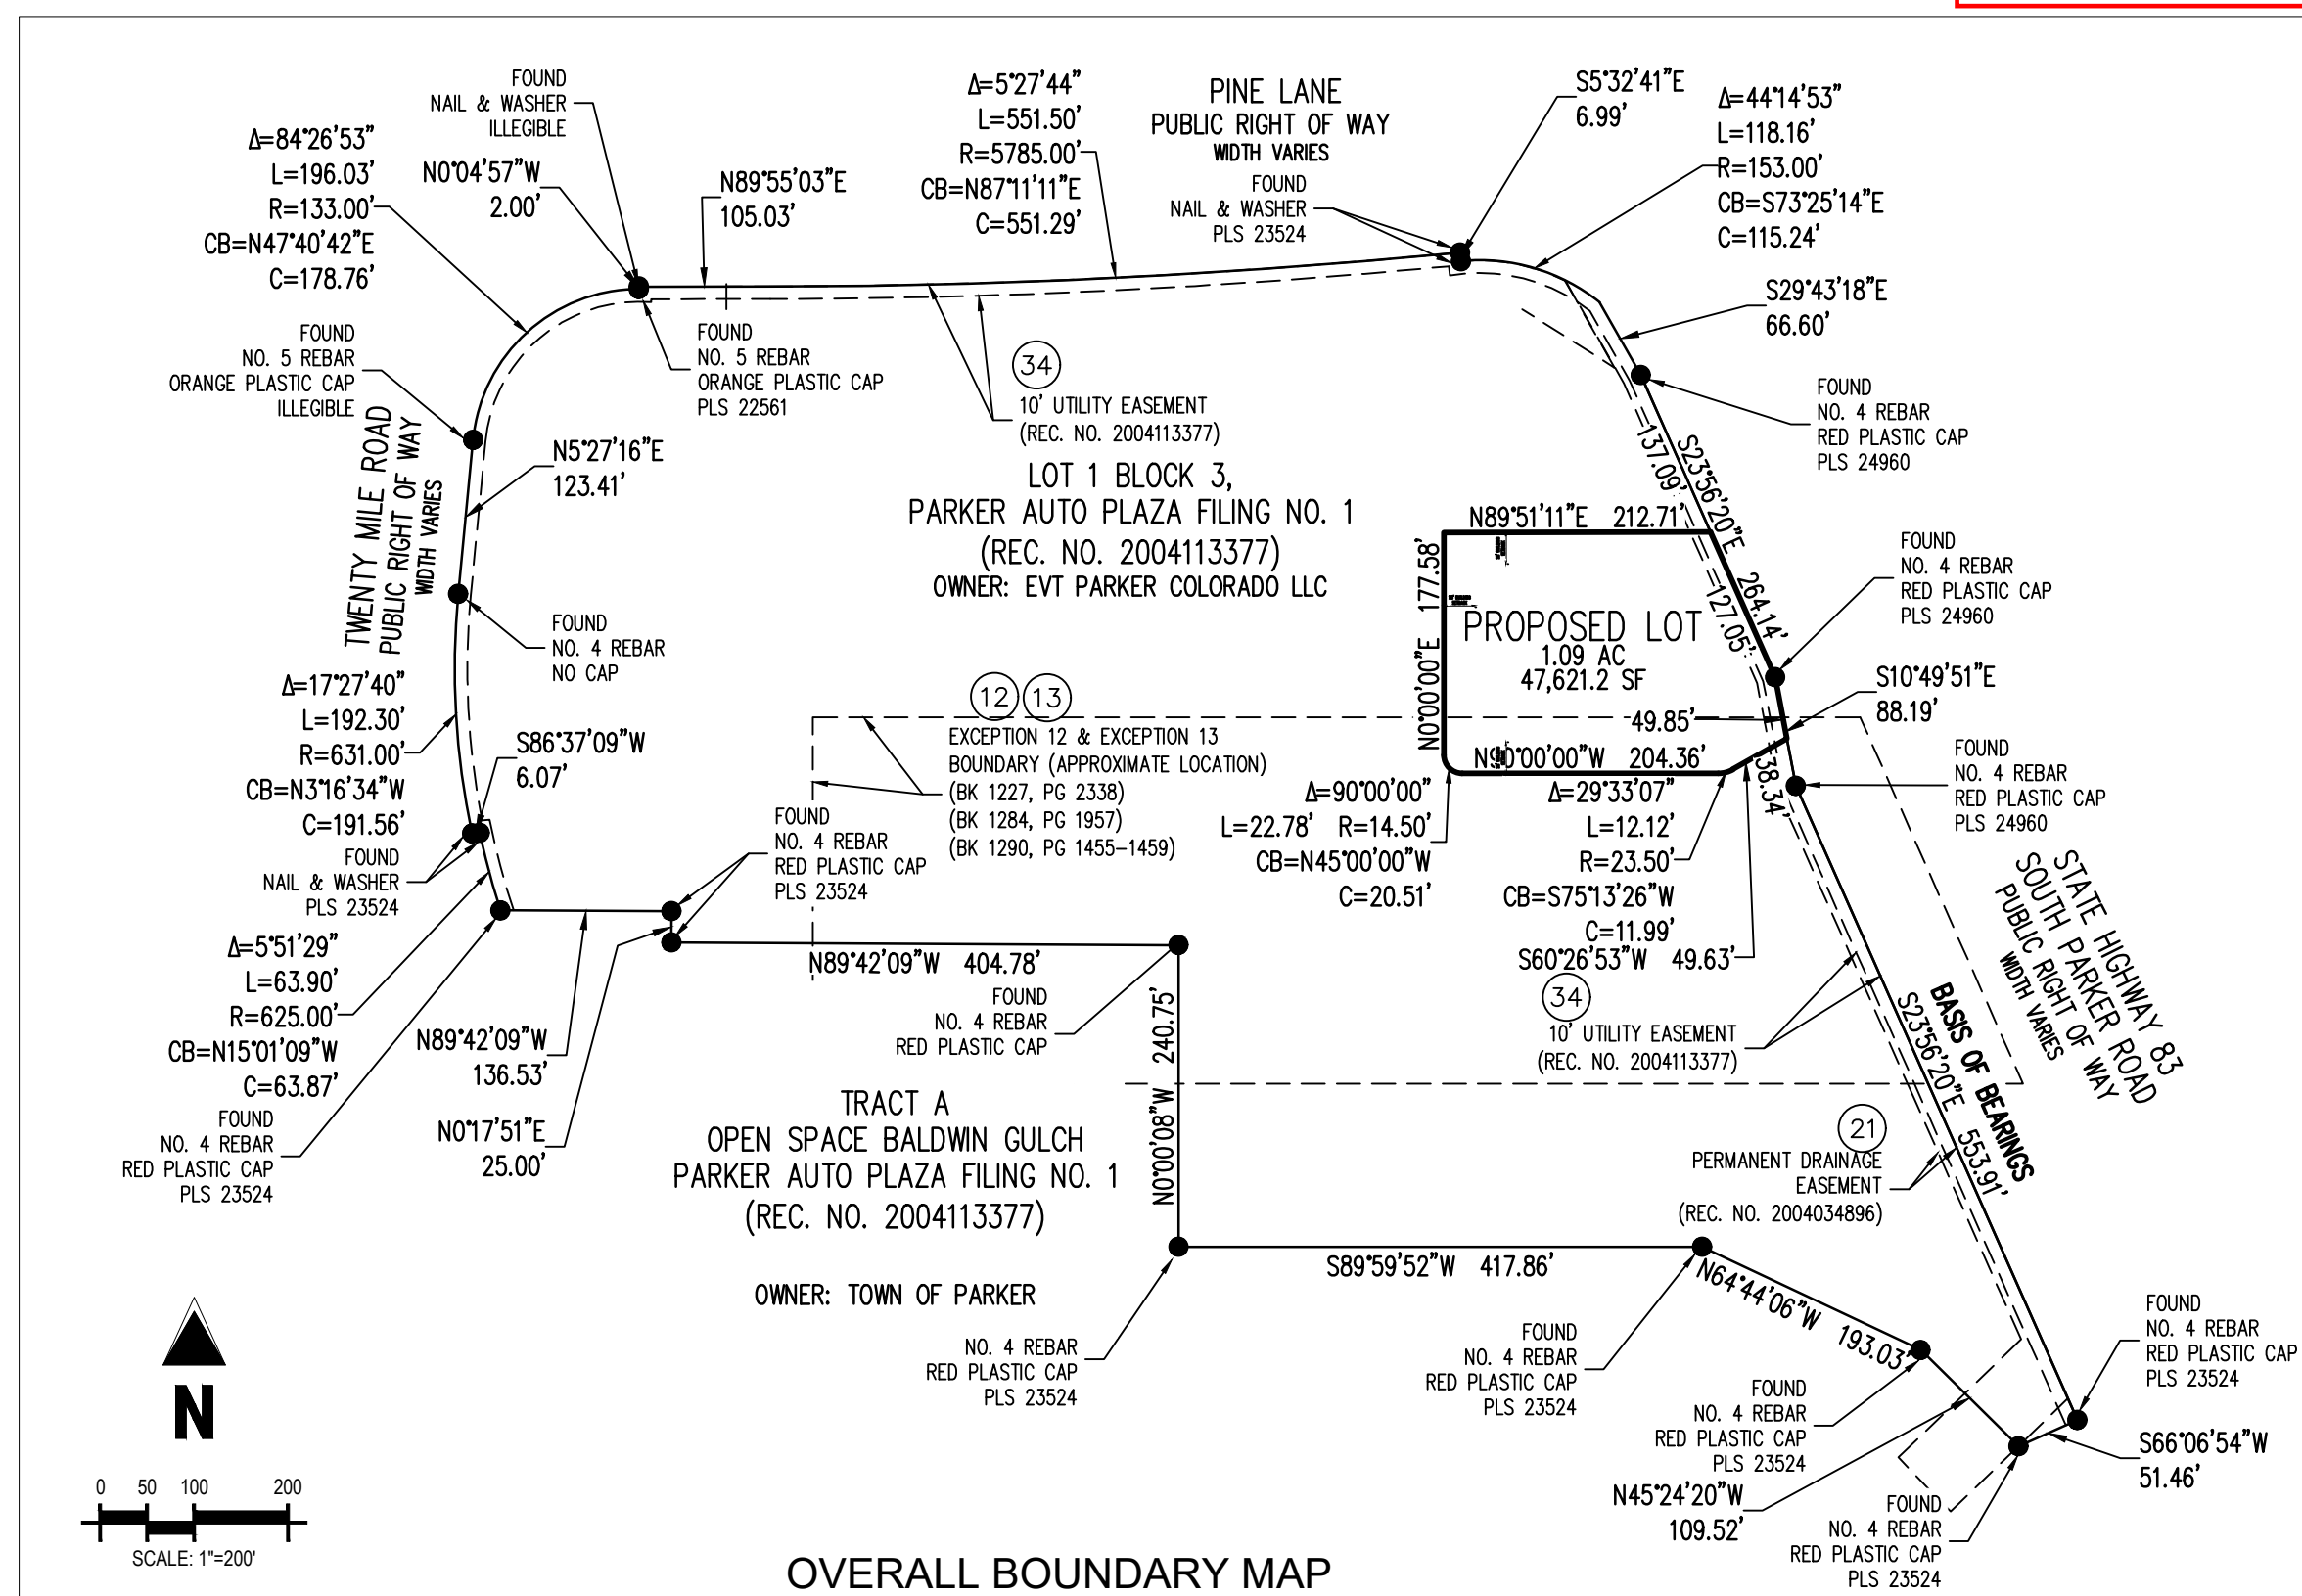 FOUND
NAIL & WASHER
ILLEGIBLE
Δ=84°26'53"
L=196.03'
R=133.00'
CB=N47°40'42"E
C=178.76'
N0°04'57"W
2.00'
N89°55'03"E
105.03'
Δ=5°27'44"
L=551.50'
R=5785.00'
CB=N87°11'11"E
C=551.29'
PINE LANE
PUBLIC RIGHT OF WAY
WIDTH VARIES
FOUND
NAIL & WASHER
PLS 23524
S5°32'41"E
6.99'
Δ=44°14'53"
L=118.16'
R=153.00'
CB=S73°25'14"E
C=115.24'
S29°43'18"E
66.60'
FOUND
NO. 5 REBAR
ORANGE PLASTIC CAP
ILLEGIBLE
FOUND
NO. 5 REBAR
ORANGE PLASTIC CAP
PLS 22561
34
10' UTILITY EASEMENT
(REC. NO. 2004113377)
FOUND
NO. 4 REBAR
RED PLASTIC CAP
PLS 24960
TWENTY MILE ROAD
PUBLIC RIGHT OF WAY
WIDTH VARIES
N5°27'16"E
123.41'
LOT 1 BLOCK 3,
PARKER AUTO PLAZA FILING NO. 1
(REC. NO. 2004113377)
OWNER: EVT PARKER COLORADO LLC
137.09'
S23°56'20"E 264.14'
N89°51'11"E 212.71'
N0°00'00"E 177.58'
PROPOSED LOT
1.09 AC
47,621.2 SF
127.05'
FOUND
NO. 4 REBAR
RED PLASTIC CAP
PLS 24960
S10°49'51"E
88.19'
49.85'
N90°00'00"W 204.36'
38.34'
FOUND
NO. 4 REBAR
RED PLASTIC CAP
PLS 24960
FOUND
NO. 4 REBAR
NO CAP
Δ=17°27'40"
L=192.30'
R=631.00'
CB=N3°16'34"W
C=191.56'
S86°37'09"W
6.07'
12 13
EXCEPTION 12 & EXCEPTION 13
BOUNDARY (APPROXIMATE LOCATION)
(BK 1227, PG 2338)
(BK 1284, PG 1957)
(BK 1290, PG 1455-1459)
FOUND
NO. 4 REBAR
RED PLASTIC CAP
PLS 23524
Δ=90°00'00"
L=22.78' R=14.50'
CB=N45°00'00"W
C=20.51'
Δ=29°33'07"
L=12.12'
R=23.50'
CB=S75°13'26"W
C=11.99'
S60°26'53"W 49.63'
34
10' UTILITY EASEMENT
(REC. NO. 2004113377)
STATE HIGHWAY 83
SOUTH PARKER ROAD
PUBLIC RIGHT OF WAY
WIDTH VARIES
FOUND
NAIL & WASHER
PLS 23524
Δ=5°51'29"
L=63.90'
R=625.00'
CB=N15°01'09"W
C=63.87'
N89°42'09"W 404.78'
FOUND
NO. 4 REBAR
RED PLASTIC CAP
N89°42'09"W
136.53'
N0°17'51"E
25.00'
FOUND
NO. 4 REBAR
RED PLASTIC CAP
PLS 23524
TRACT A
OPEN SPACE BALDWIN GULCH
PARKER AUTO PLAZA FILING NO. 1
(REC. NO. 2004113377)
OWNER: TOWN OF PARKER
N0°00'08"W 240.75'
BASIS OF BEARINGS
S23°56'20"E 553.91'
21
PERMANENT DRAINAGE
EASEMENT
(REC. NO. 2004034896)
S89°59'52"W 417.86'
N64°44'06"W 193.03'
NO. 4 REBAR
RED PLASTIC CAP
PLS 23524
FOUND
NO. 4 REBAR
RED PLASTIC CAP
PLS 23524
FOUND
NO. 4 REBAR
RED PLASTIC CAP
PLS 23524
FOUND
NO. 4 REBAR
RED PLASTIC CAP
PLS 23524
S66°06'54"W
51.46'
N45°24'20"W
109.52'
FOUND
NO. 4 REBAR
RED PLASTIC CAP
PLS 23524
N
0 50 100 200
SCALE: 1"=200'
OVERALL BOUNDARY MAP